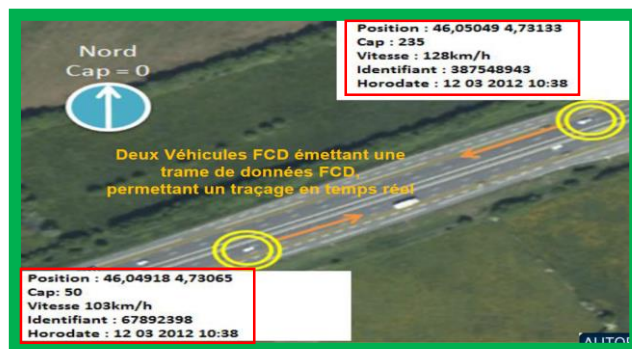 Position : 46,05049 4,73133
Cap : 235
Vitesse : 128km/h
Identifiant : 387548943
Horodate : 12 03 2012 10:38
Nord
Cap = 0
Deux Véhicules FCD émettant une
trame de données FCD,
permettant un traçage en temps réel
Position : 46,04918 4,73065
Cap: 50
Vitesse 103km/h
Identifiant : 67892398
Horodate : 12 03 2012 10:38